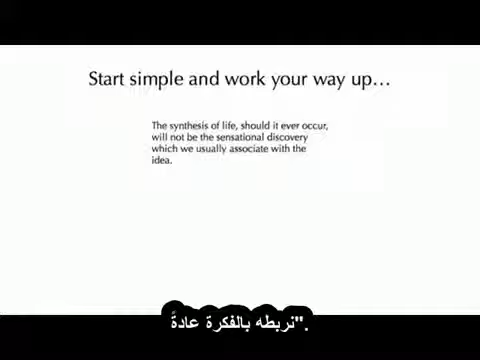 Start simple and work your way up…
The synthesis of life, should it ever occur,
will not be the sensational discovery
which we usually associate with the
idea.
نربطه بالفكرة عادةً".